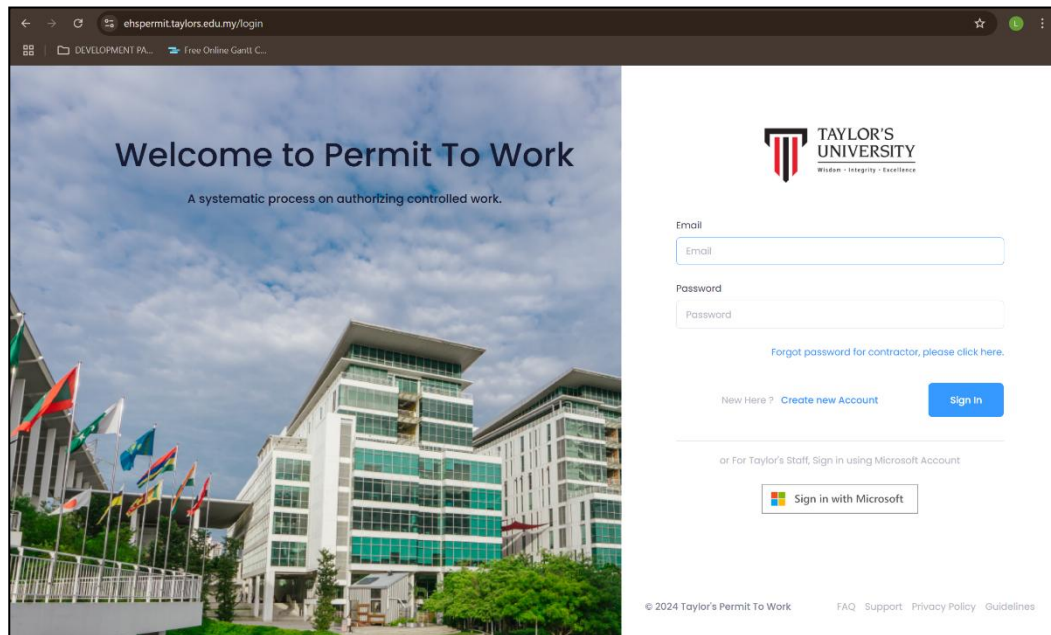 ehspermit.taylors.edu.my/login
L
DEVELOPMENT PA...
Free Online Gantt C...
Welcome to Permit To Work
A systematic process on authorizing controlled work.
TAYLOR'S
UNIVERSITY
Wisdom • Integrity • Excellence
Email
Email
Password
Password
Forgot password for contractor, please click here.
New Here ? Create new Account
Sign In
or For Taylor's Staff, Sign in using Microsoft Account
Sign in with Microsoft
© 2024 Taylor's Permit To Work
FAQ Support Privacy Policy Guidelines